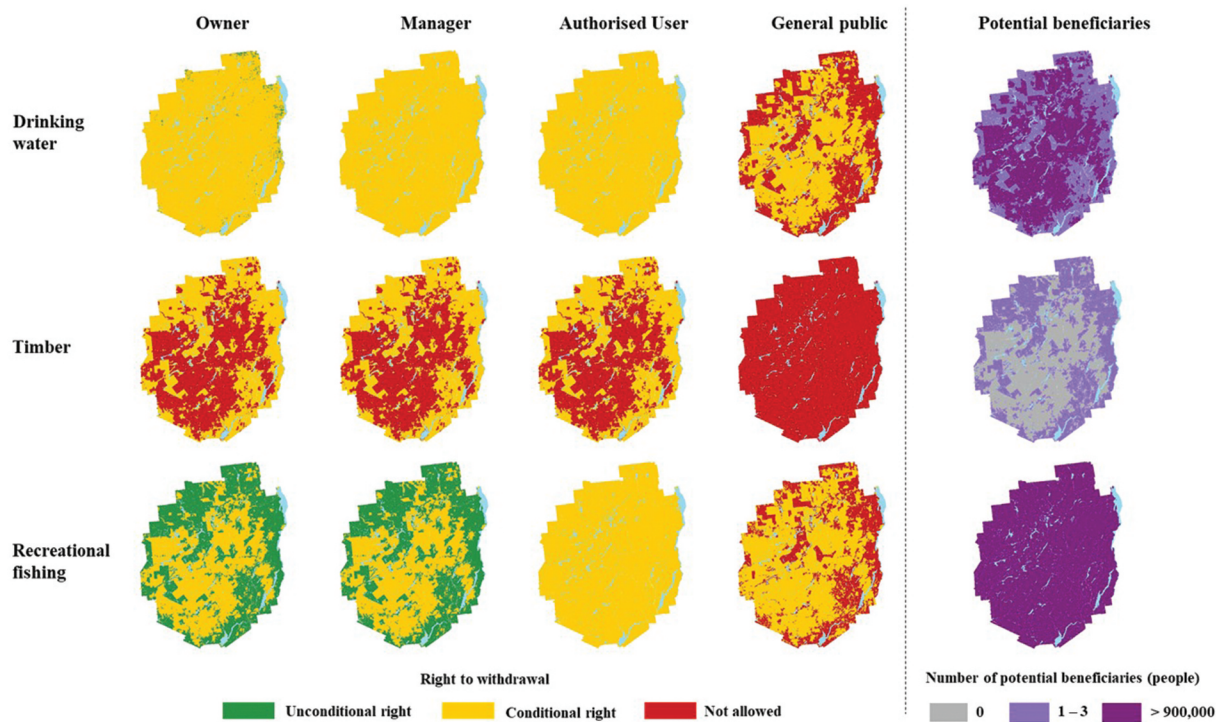 Owner Manager Authorised User General public Potential beneficiaries
Drinking
water
Timber
Recreational
fishing
Right to withdrawal
Unconditional right Conditional right Not allowed
Number of potential beneficiaries (people)
0 1 – 3 > 900,000